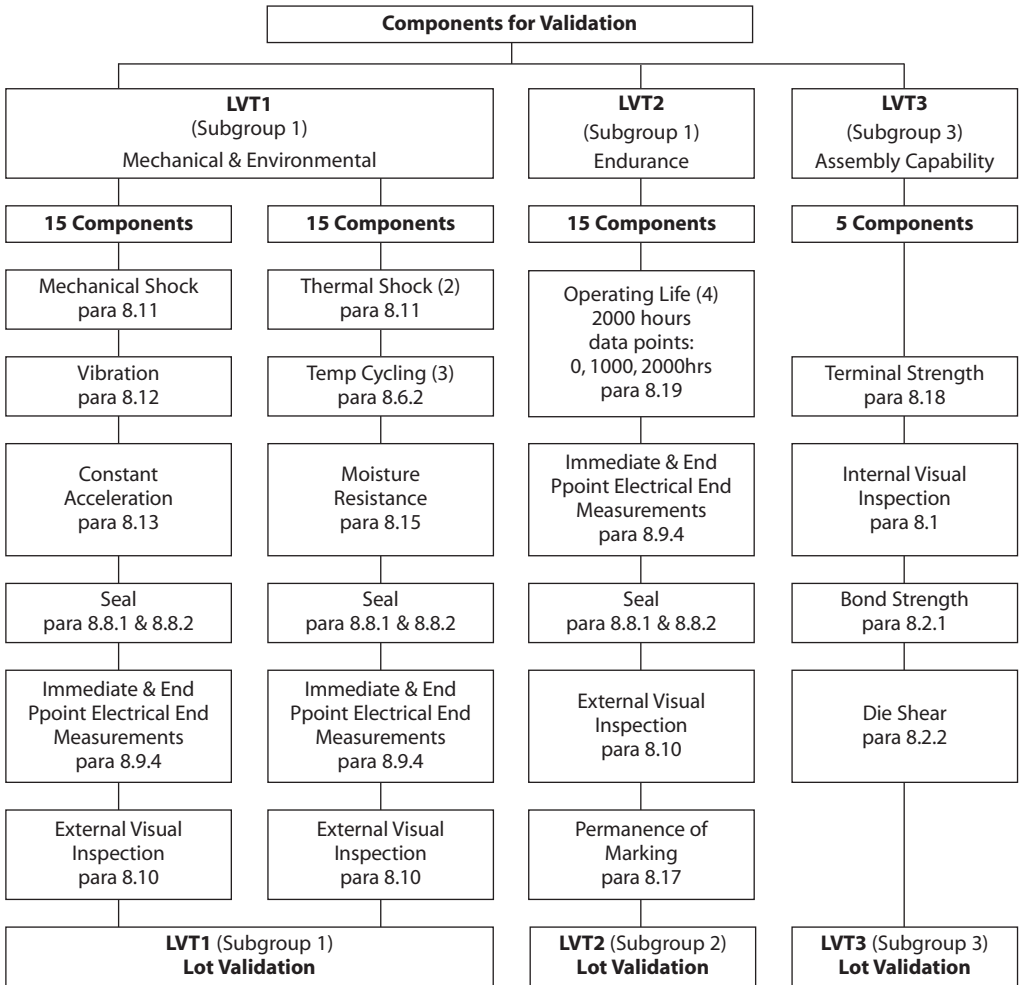 Components for Validation
LVT1
(Subgroup 1)
Mechanical & Environmental
LVT2
(Subgroup 1)
Endurance
LVT3
(Subgroup 3)
Assembly Capability
15 Components
15 Components
15 Components
5 Components
Mechanical Shock
para 8.11
Thermal Shock (2)
para 8.11
Operating Life (4)
2000 hours
data points:
0, 1000, 2000hrs
para 8.19
Vibration
para 8.12
Temp Cycling (3)
para 8.6.2
Terminal Strength
para 8.18
Constant
Acceleration
para 8.13
Moisture
Resistance
para 8.15
Immediate & End
Ppoint Electrical End
Measurements
para 8.9.4
Internal Visual
Inspection
para 8.1
Seal
para 8.8.1 & 8.8.2
Seal
para 8.8.1 & 8.8.2
Seal
para 8.8.1 & 8.8.2
Bond Strength
para 8.2.1
Immediate & End
Ppoint Electrical End
Measurements
para 8.9.4
Immediate & End
Ppoint Electrical End
Measurements
para 8.9.4
External Visual
Inspection
para 8.10
Die Shear
para 8.2.2
External Visual
Inspection
para 8.10
External Visual
Inspection
para 8.10
Permanence of
Marking
para 8.17
LVT1 (Subgroup 1)
Lot Validation
LVT2 (Subgroup 2)
Lot Validation
LVT3 (Subgroup 3)
Lot Validation